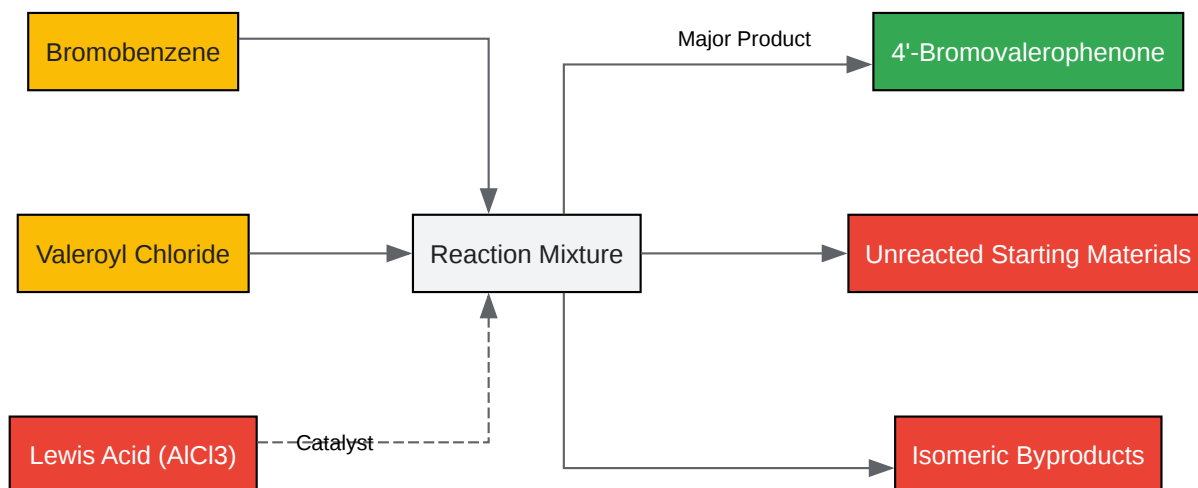 Bromobenzene
Major Product
4'-Bromovalerophenone
Valeroyl Chloride
Reaction Mixture
Unreacted Starting Materials
Lewis Acid (AlCl3)
Catalyst
Isomeric Byproducts